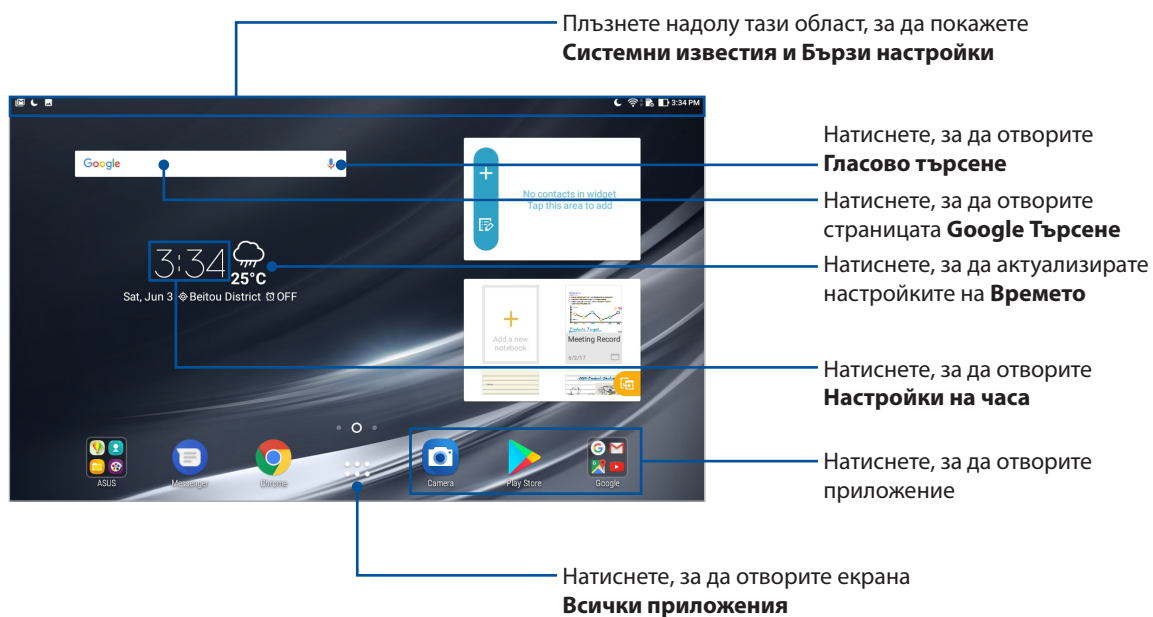 Плъзнете надолу тази област, за да покажете
Системни известия и Бързи настройки
3:34 PM
Google
No contacts in widget
Tap this area to add
3:34
25°C
Sat, Jun 3 Beitou District OFF
Add a new
notebook
Meeting Record
6/2/17
ASUS
Messenger
Chrome
Camera
Play Store
Google
Натиснете, за да отворите
Гласово търсене
Натиснете, за да отворите
страницата Google Търсене
Натиснете, за да актуализирате
настройките на Времето
Натиснете, за да отворите
Настройки на часа
Натиснете, за да отворите
приложение
Натиснете, за да отворите екрана
Всички приложения